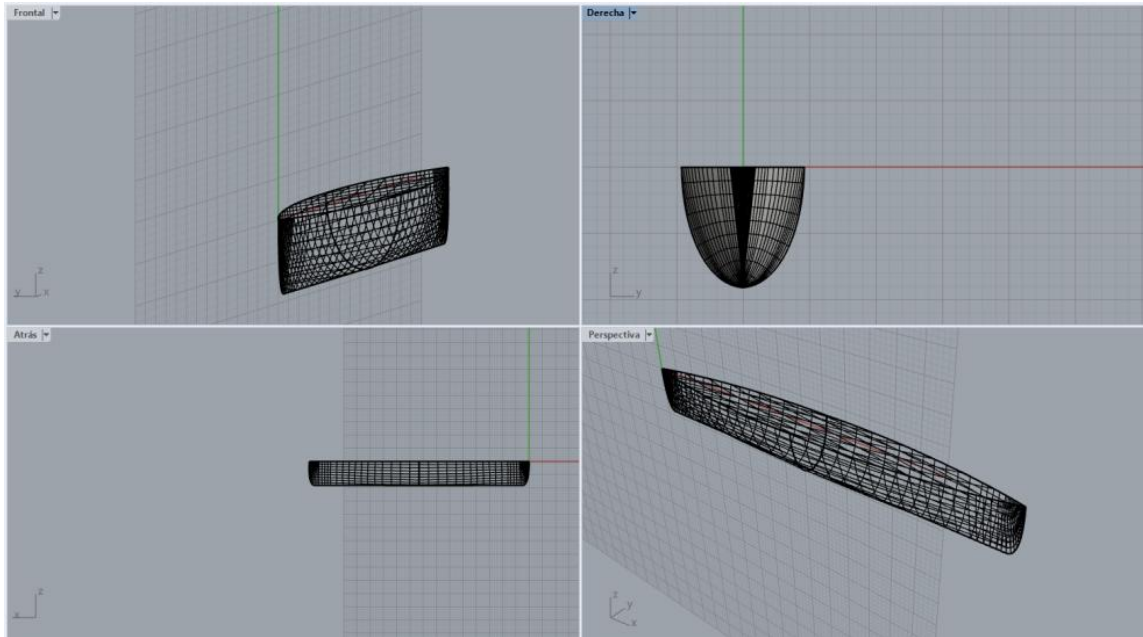 Frontal
Derecha
z
y x
z
y
Atrás
Perspectiva
z
x
z
y
x